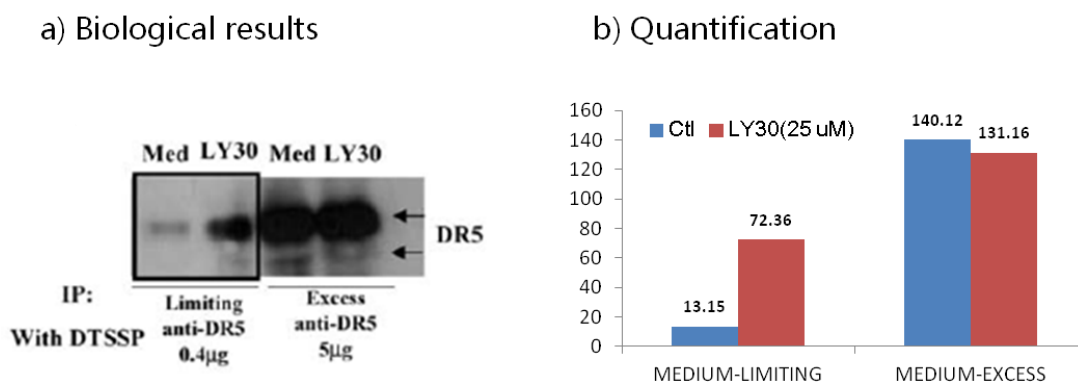 a) Biological results
Med LY30 Med LY30
DR5
IP:
With DTSSP
Limiting
anti-DR5
0.4µg
Excess
anti-DR5
5µg
b) Quantification
Ctl LY30(25 uM)
160
140
120
100
80
60
40
20
0
13.15
72.36
140.12
131.16
MEDIUM-LIMITING
MEDIUM-EXCESS